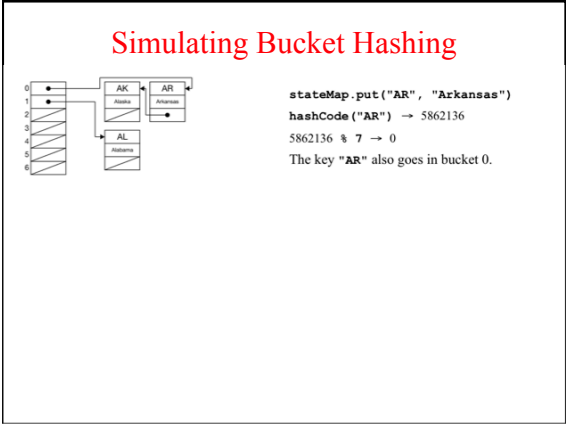 Simulating Bucket Hashing
0
1
2
3
4
5
6
AK
Alaska
AR
Arkansas
AL
Alabama
stateMap.put("AR", "Arkansas")
hashCode("AR") → 5862136
5862136 % 7 → 0
The key "AR" also goes in bucket 0.